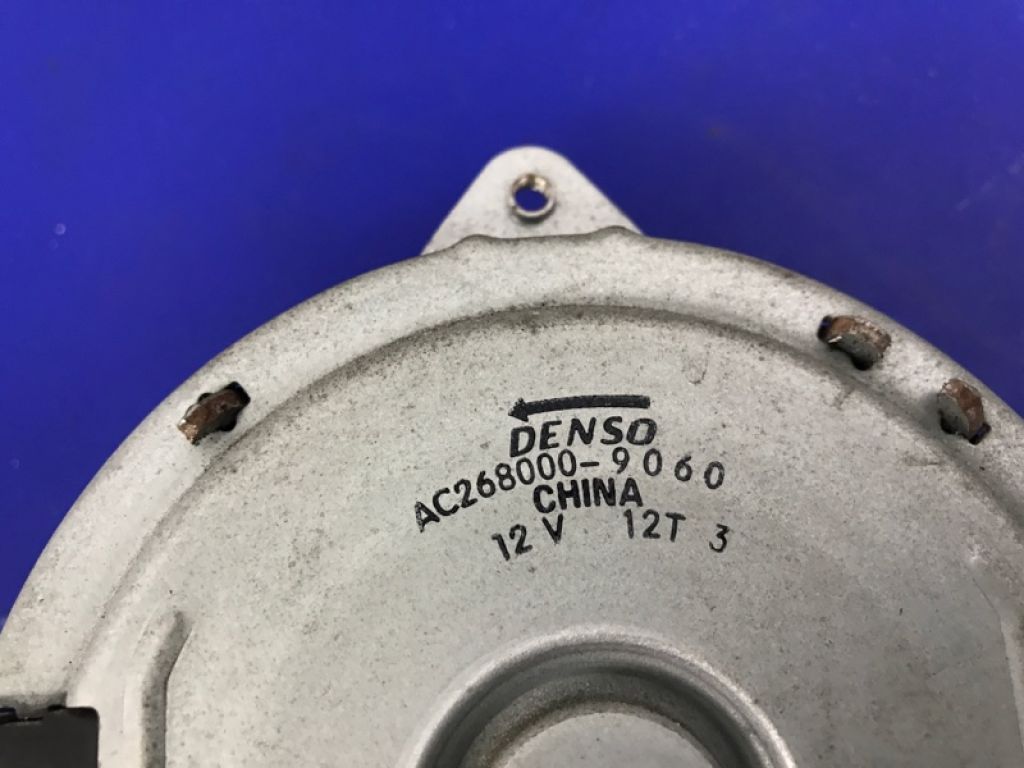 DENSO
AC268000-9060
CHINA
12V 12T 3